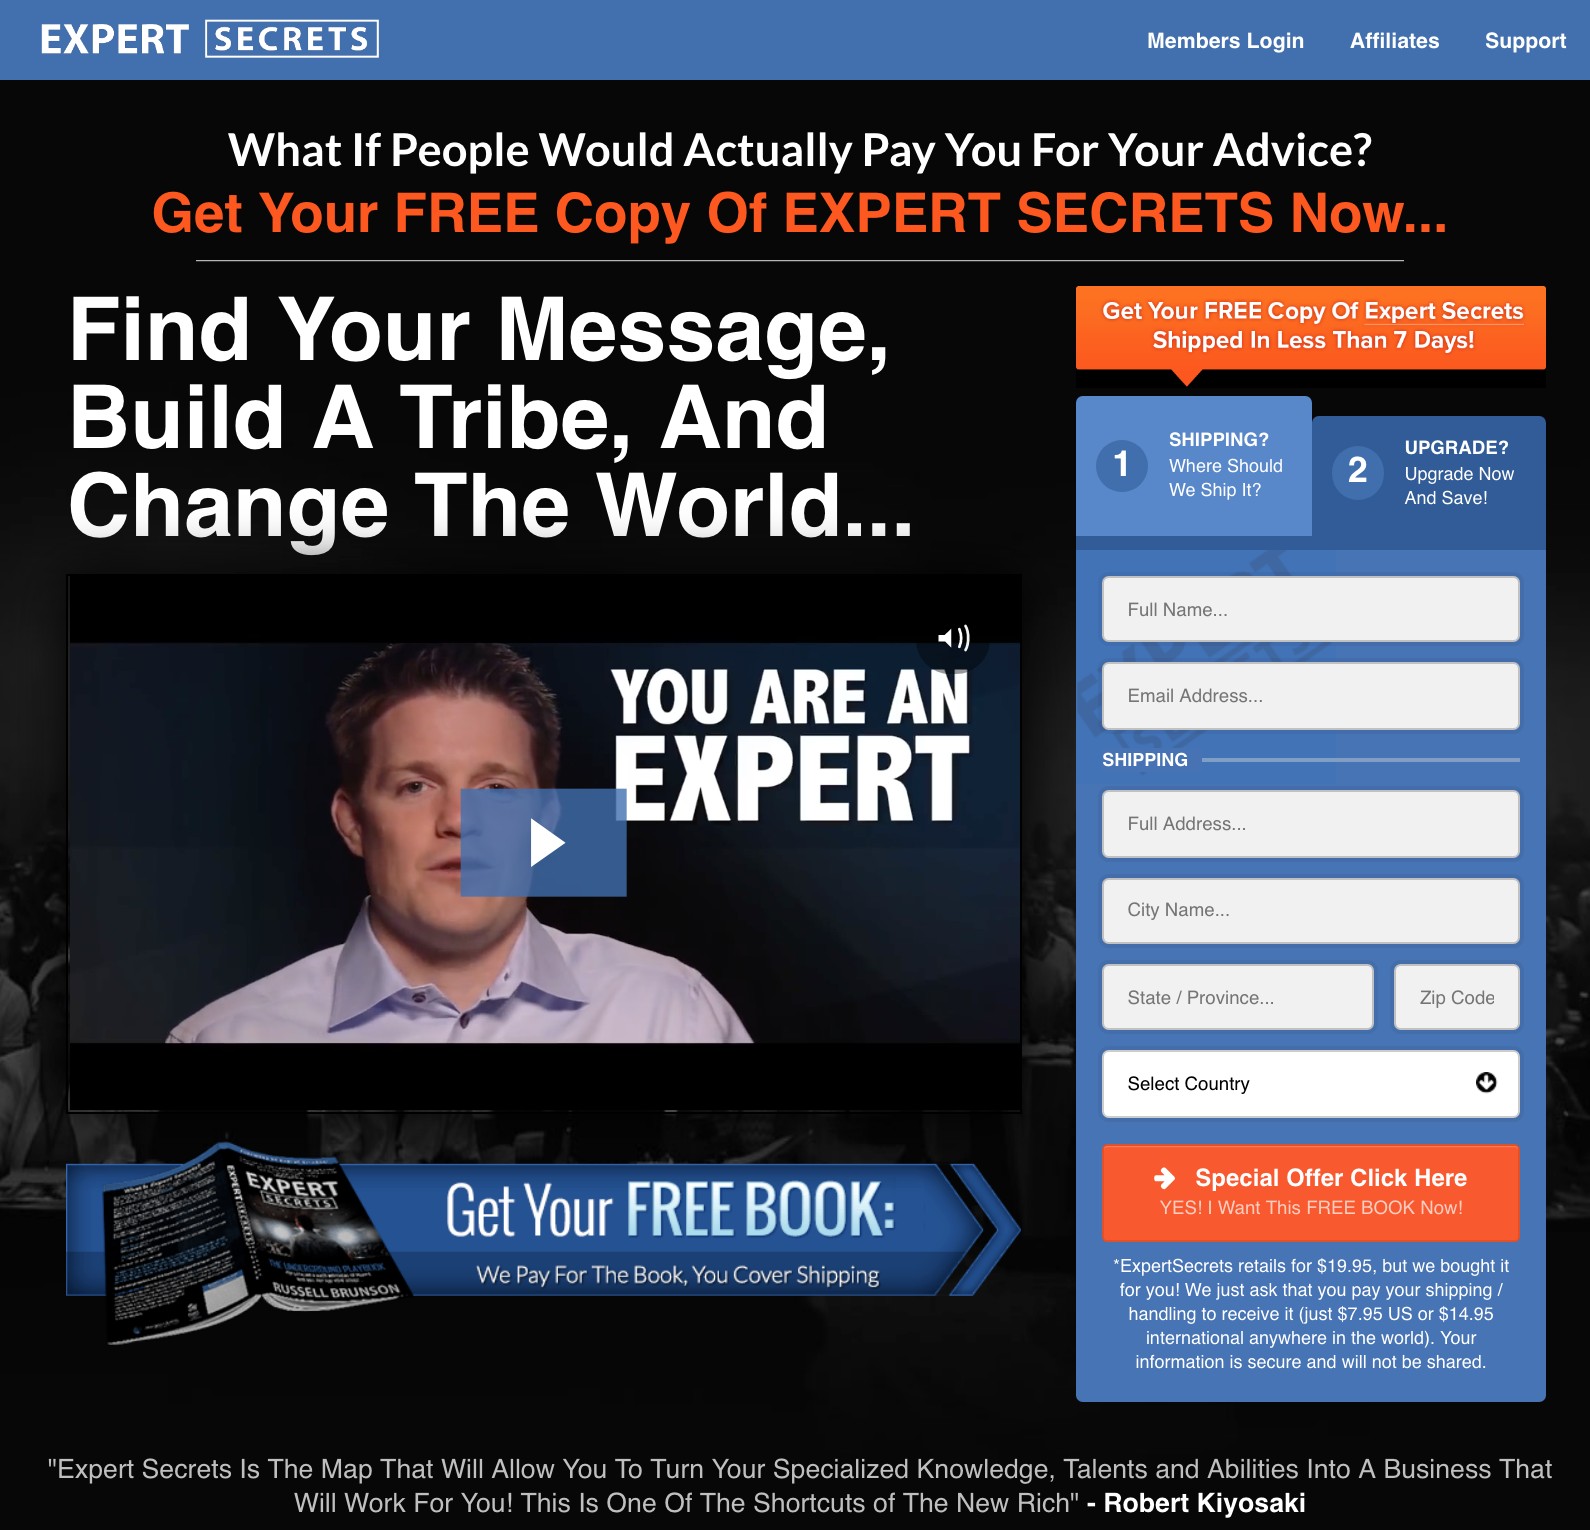 EXPERT SECRETS
Members Login
Affiliates
Support
What If People Would Actually Pay You For Your Advice?
Get Your FREE Copy Of EXPERT SECRETS Now...
Find Your Message,
Build A Tribe, And
Change The World...
YOU ARE AN
EXPERT
EXPERT
SECRETS
EXPERT SECRETS
THE UNDERGROUND PLAYBOOK
RUSSELL BRUNSON
Get Your FREE BOOK:
We Pay For The Book, You Cover Shipping
Get Your FREE Copy Of Expert Secrets
Shipped In Less Than 7 Days!
1
SHIPPING?
Where Should
We Ship It?
2
UPGRADE?
Upgrade Now
And Save!
Full Name...
Email Address...
SHIPPING
Full Address...
City Name...
State / Province...
Zip Code
Select Country
Special Offer Click Here
YES! I Want This FREE BOOK Now!
*ExpertSecrets retails for $19.95, but we bought it
for you! We just ask that you pay your shipping /
handling to receive it (just $7.95 US or $14.95
international anywhere in the world). Your
information is secure and will not be shared.
"Expert Secrets Is The Map That Will Allow You To Turn Your Specialized Knowledge, Talents and Abilities Into A Business That
Will Work For You! This Is One Of The Shortcuts of The New Rich" - Robert Kiyosaki